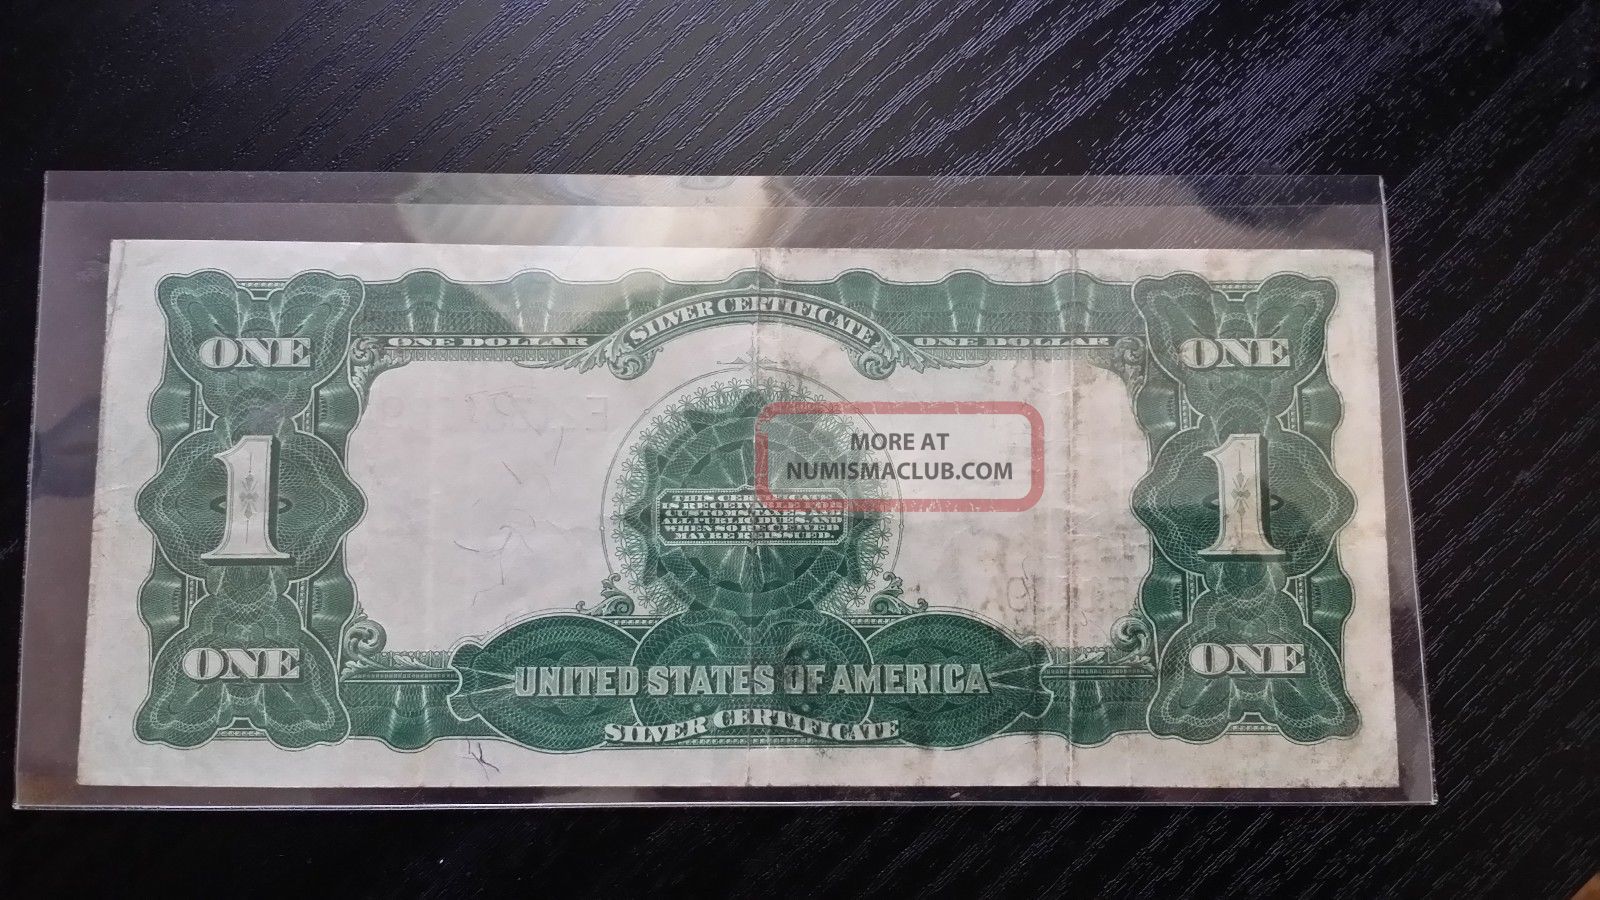 SILVER CERTIFICATE
ONE DOLLAR ONE DOLLAR
ONE ONE
1 1
MORE AT
NUMISMACLUB.COM
THIS CERTIFICATE
IS RECEIVABLE FOR
CUSTOMS, TAXES AND
ALL PUBLIC DUES AND
WHEN SO RECEIVED
MAY BE REISSUED.
ONE ONE
UNITED STATES OF AMERICA
SILVER CERTIFICATE